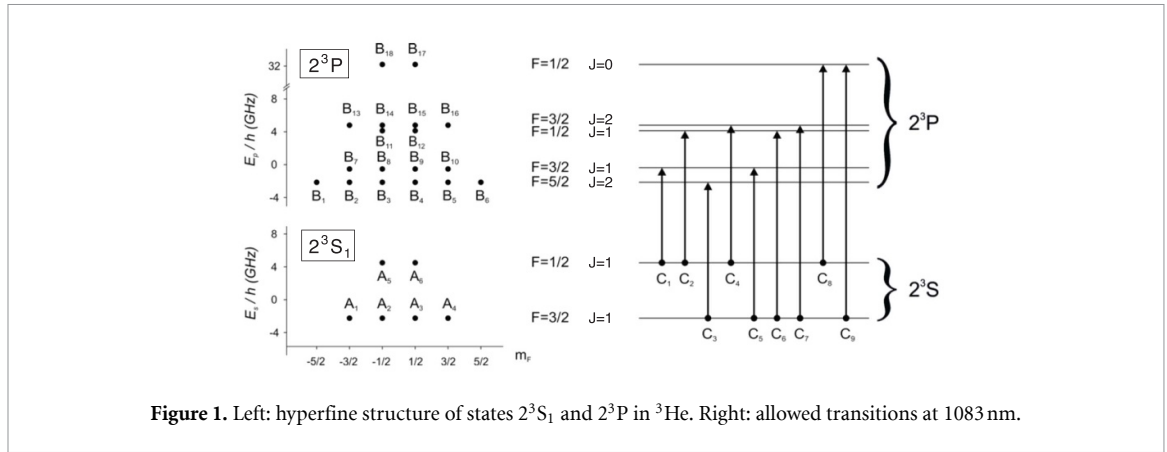 2³P
E_p / h (GHz)
32
8
4
0
-4
B₁₈ B₁₇
B₁₃ B₁₄ B₁₅ B₁₆
B₁₁ B₁₂
B₇ B₈ B₉ B₁₀
B₁ B₂ B₃ B₄ B₅ B₆
2³S₁
E_s / h (GHz)
8
4
0
-4
A₅ A₆
A₁ A₂ A₃ A₄
-5/2 -3/2 -1/2 1/2 3/2 5/2 m_F
F=1/2 J=0
F=3/2 J=2
F=1/2 J=1
F=3/2 J=1
F=5/2 J=2
2³P
F=1/2 J=1
C₁ C₂ C₄ C₈
2³S
F=3/2 J=1
C₃ C₅ C₆ C₇ C₉
Figure 1. Left: hyperfine structure of states 2³S₁ and 2³P in ³He. Right: allowed transitions at 1083 nm.